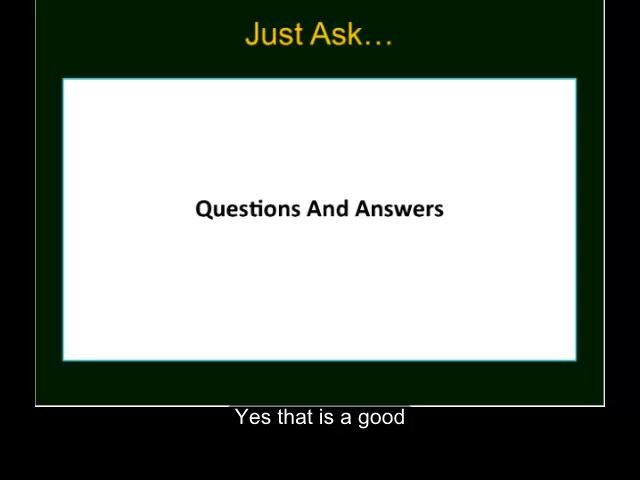 Just Ask...
Questions And Answers
Yes that is a good